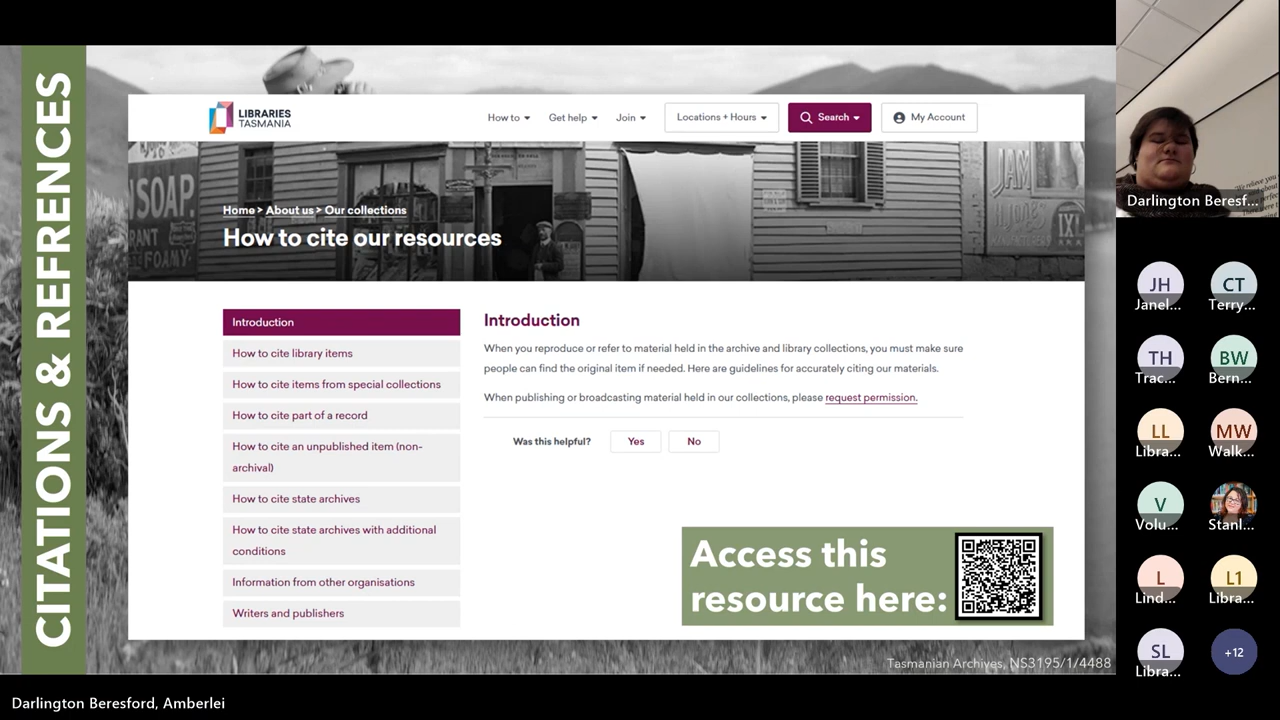 CITATIONS & REFRENCES
LIBRARIES
TASMANIA
How to
Get help
Join
Locations + Hours
Search
My Account
SOAP.
RANT
FOAMY.
JAM
IXL
Home > About us > Our collections
How to cite our resources
Introduction
How to cite library items
How to cite items from special collections
How to cite part of a record
How to cite an unpublished item (non-
archival)
How to cite state archives
How to cite state archives with additional
conditions
Information from other organisations
Writers and publishers
Introduction
When you reproduce or refer to material held in the archive and library collections, you must make sure
people can find the original item if needed. Here are guidelines for accurately citing our materials.
When publishing or broadcasting material held in our collections, please request permission.
Was this helpful?
Yes
No
Access this
resource here:
Tasmanian Archives, NS3195/1/4488
Darlington Beresf...
JH
Janel...
CT
Terry...
TH
Trac...
BW
Bern...
LL
Libra...
MW
Walk...
V
Volu...
Stanl...
L
Lind...
L1
Libra...
SL
Libra...
+12
Darlington Beresford, Amberlei